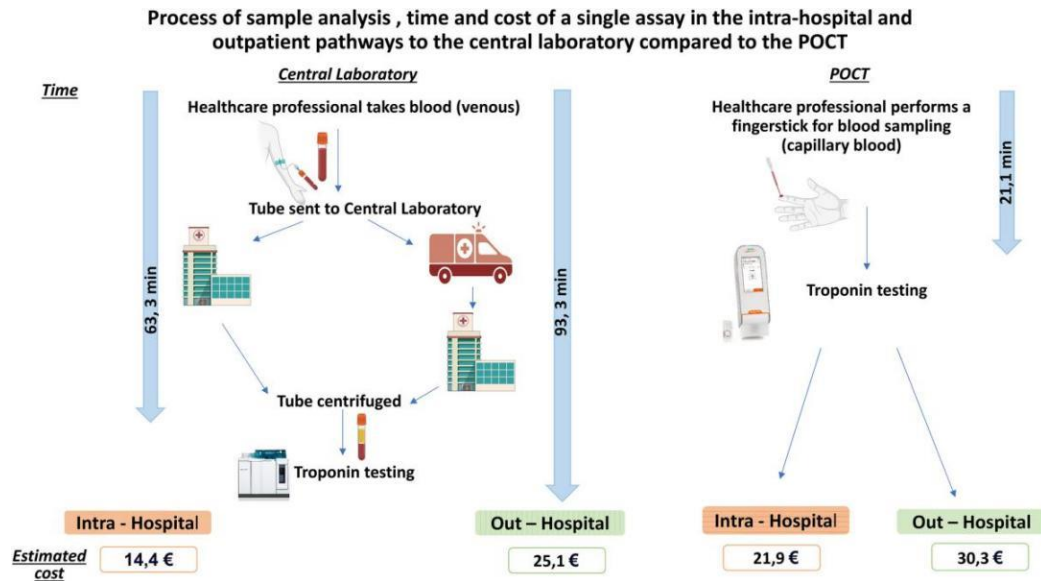 Process of sample analysis , time and cost of a single assay in the intra-hospital and
outpatient pathways to the central laboratory compared to the POCT
Time
Central Laboratory
Healthcare professional takes blood (venous)
Tube sent to Central Laboratory
63, 3 min
93, 3 min
Tube centrifuged
Troponin testing
POCT
Healthcare professional performs a
fingerstick for blood sampling
(capillary blood)
21,1 min
Troponin testing
Intra - Hospital
Out – Hospital
Intra - Hospital
Out – Hospital
Estimated
cost
14,4 €
25,1 €
21,9 €
30,3 €